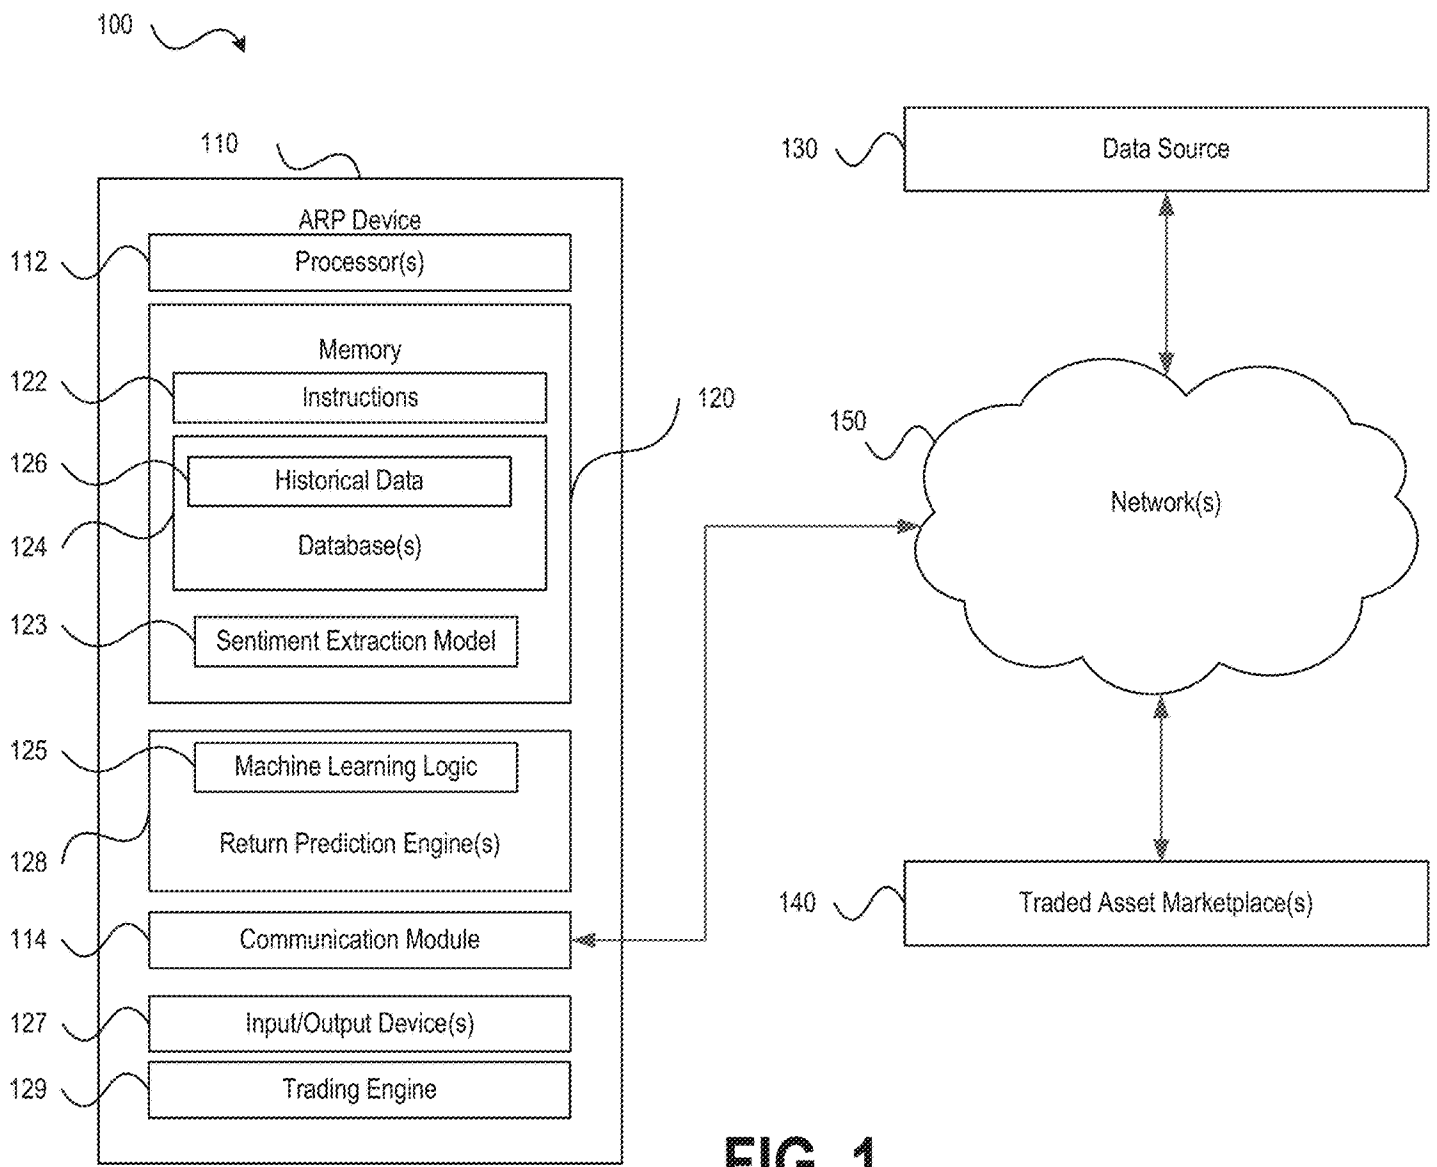 100
110
ARP Device
112
Processor(s)
Memory
122
Instructions
120
126
Historical Data
124
Database(s)
123
Sentiment Extraction Model
125
Machine Learning Logic
Return Prediction Engine(s)
128
114
Communication Module
127
Input/Output Device(s)
129
Trading Engine
130
Data Source
150
Network(s)
140
Traded Asset Marketplace(s)
FIG. 1